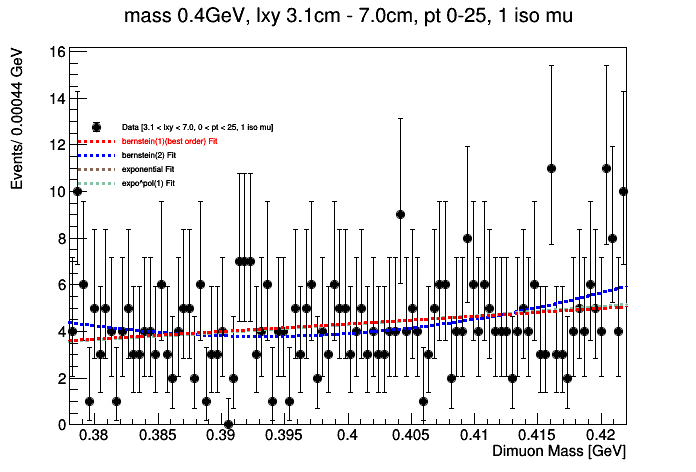 mass 0.4GeV, lxy 3.1cm - 7.0cm, pt 0-25, 1 iso mu
Events/ 0.00044 GeV
16
14
12
10
8
6
4
2
0
Data [3.1 < lxy < 7.0, 0 < pt < 25, 1 iso mu]
bernstein(1)(best order) Fit
bernstein(2) Fit
exponential Fit
expo*pol(1) Fit
0.38 0.385 0.39 0.395 0.4 0.405 0.41 0.415 0.42
Dimuon Mass [GeV]